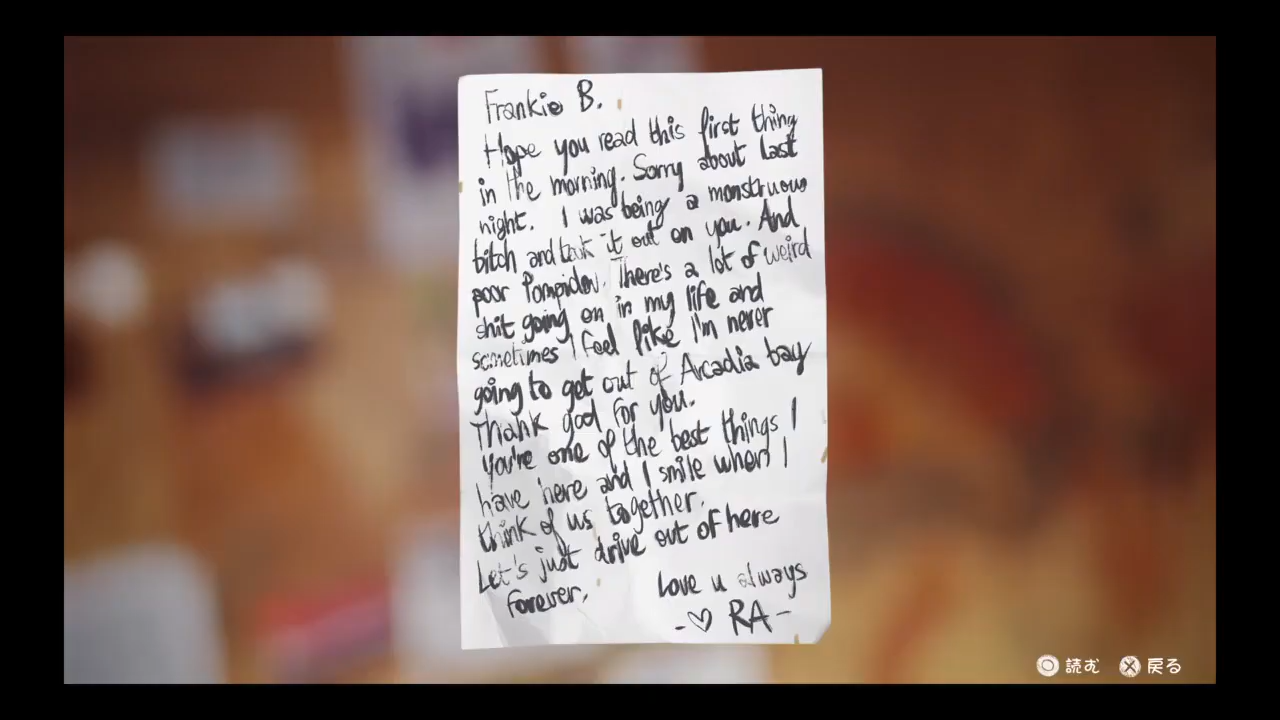 Frankie B.
Hope you read this first thing
in the morning. Sorry about last
night. I was being a monstruous
bitch and took it out on you. And
poor Pompidou. There's a lot of weird
shit going on in my life and
sometimes I feel like I'm never
going to get out of Arcadia bay
Thank god for you.
You're one of the best things I
have here and I smile when I
think of us together.
Let's just drive out of here
forever.
Love u always
-♡ RA-
読む 戻る